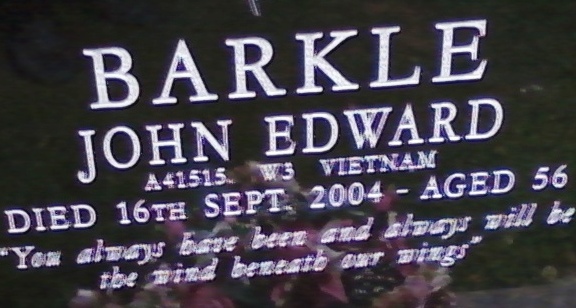 BARKLE
JOHN EDWARD
A41515 W3 VIETNAM
DIED 16TH SEPT. 2004 - AGED 56
"You always have been and always will be
the wind beneath our wings"